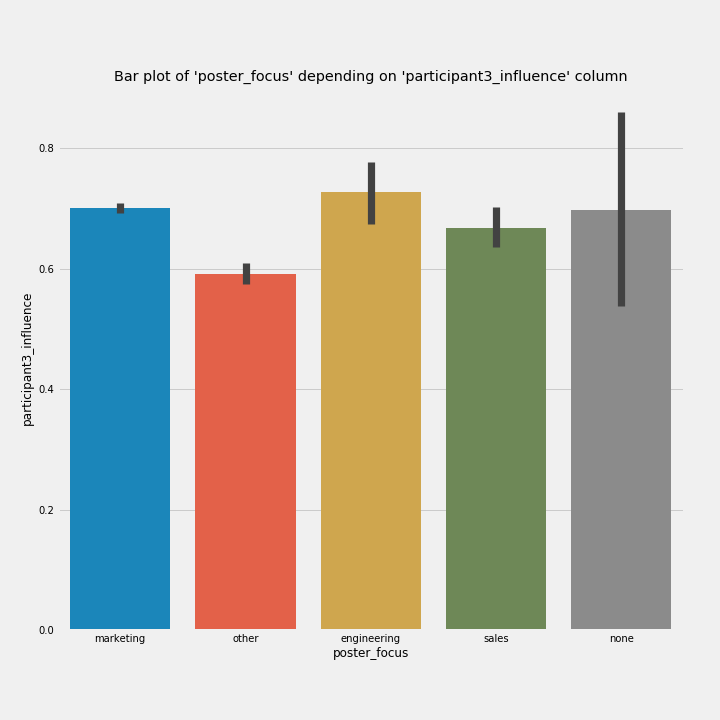 Bar plot of 'poster_focus' depending on 'participant3_influence' column
participant3_influence
0.8
0.6
0.4
0.2
0.0
marketing other engineering sales none
poster_focus